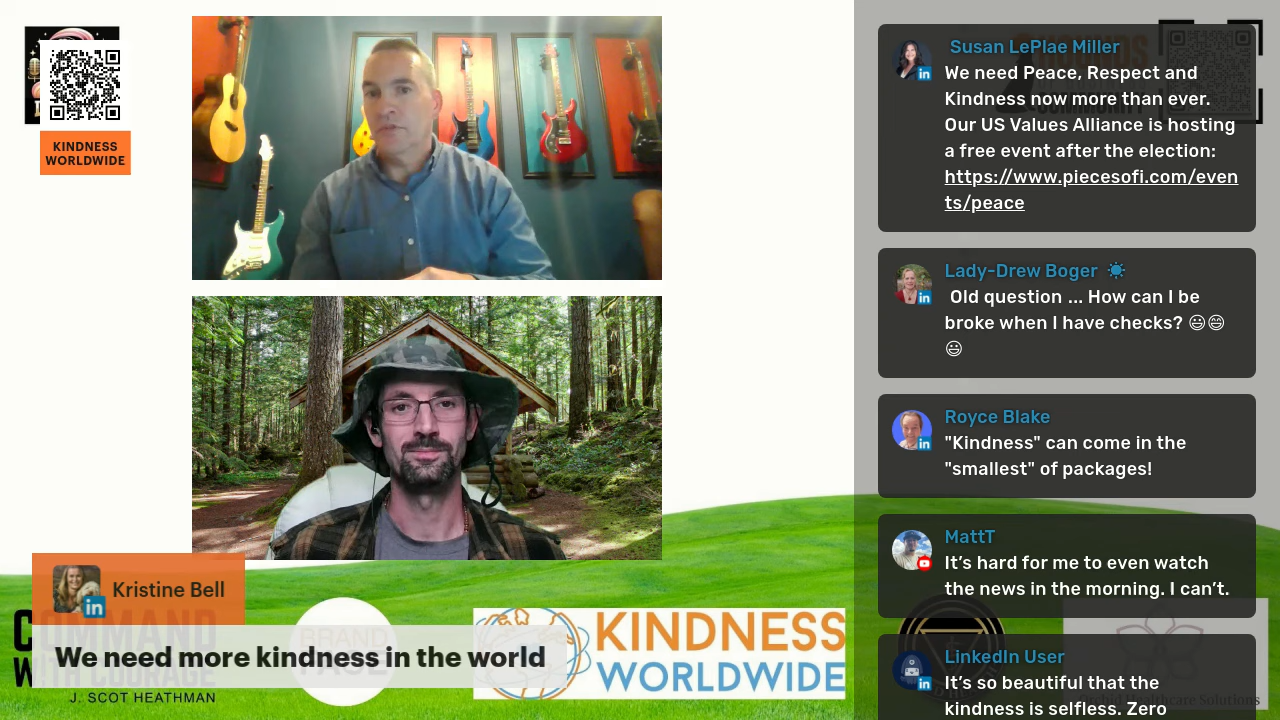 KINDNESS
WORLDWIDE
Susan LePlae Miller
We need Peace, Respect and
Kindness now more than ever.
Our US Values Alliance is hosting
a free event after the election:
https://www.piecesofi.com/even
ts/peace
Lady-Drew Boger ☀
Old question ... How can I be
broke when I have checks? 😃😄
😃
Royce Blake
"Kindness" can come in the
"smallest" of packages!
MattT
It’s hard for me to even watch
the news in the morning. I can’t.
LinkedIn User
It’s so beautiful that the
kindness is selfless. Zero
Kristine Bell
We need more kindness in the world
COMMAND
WITH COURAGE
J. SCOT HEATHMAN
BRAND
FACE
KINDNESS
WORLDWIDE
Healthcare Solutions